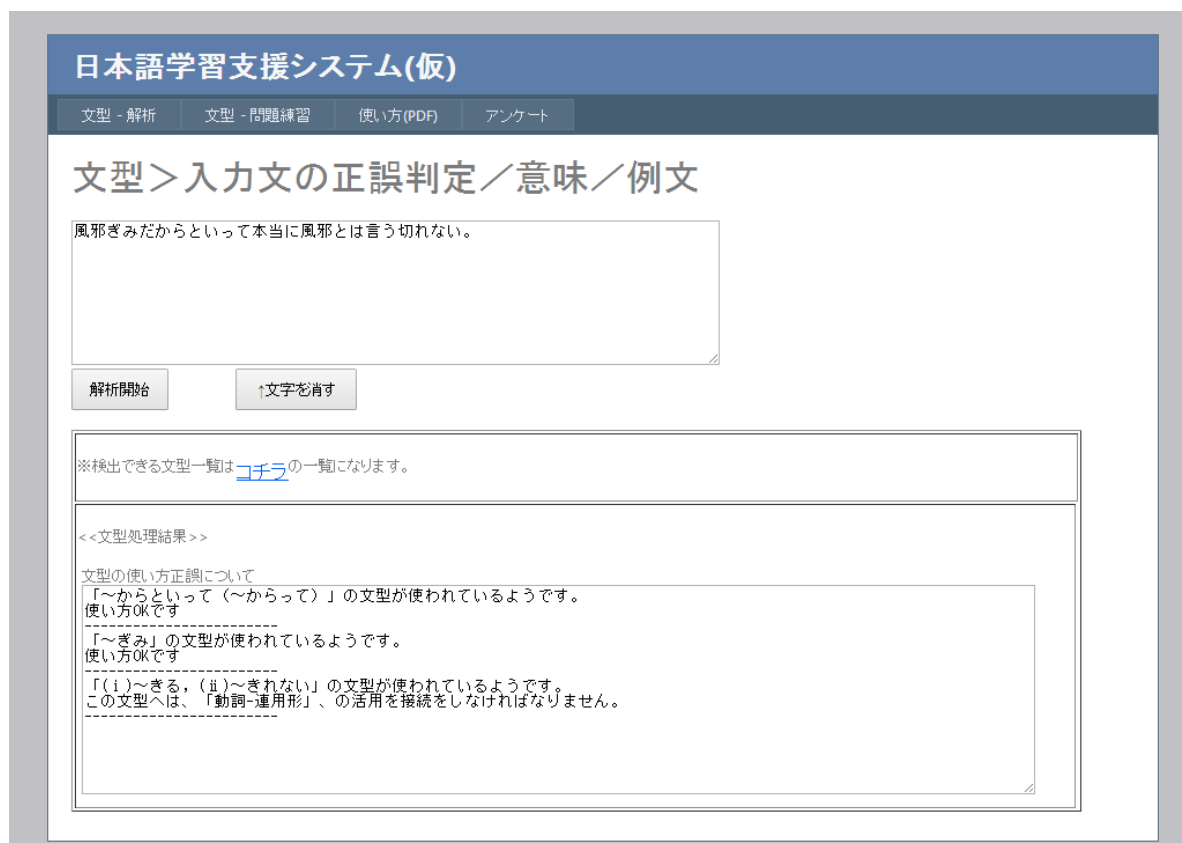 日本語学習支援システム(仮)
文型 - 解析 文型 - 問題練習 使い方(PDF) アンケート
文型＞入力文の正誤判定／意味／例文
風邪ぎみだからといって本当に風邪とは言う切れない。
解析開始 ↑文字を消す
※検出できる文型一覧はコチラの一覧になります。
<<文型処理結果>>
文型の使い方正誤について
「～からといって（～からって）」の文型が使われているようです。
使い方OKです
------------------------
「～ぎみ」の文型が使われているようです。
使い方OKです
------------------------
「(ⅰ)～きる，(ⅱ)～きれない」の文型が使われているようです。
この文型へは、「動詞-連用形」、の活用を接続をしなければなりません。
------------------------